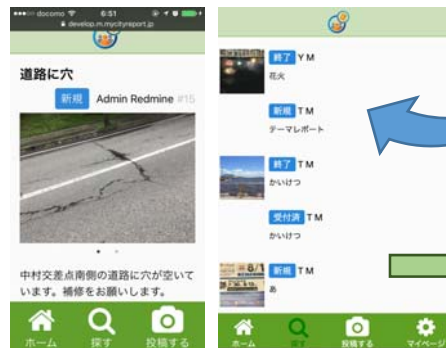 docomo 6:51
develop.m.mycityreport.jp
道路に穴
新規 Admin Redmine #15
中村交差点南側の道路に穴が空いて
います。補修をお願いします。
ホーム 探す 投稿する
終了 Y M
花火
新規 T M
テーマレポート
終了 T M
かいけつ
受付済 T M
かいけつ
8/1
新規 T M
あ
ホーム 探す 投稿する マイページ